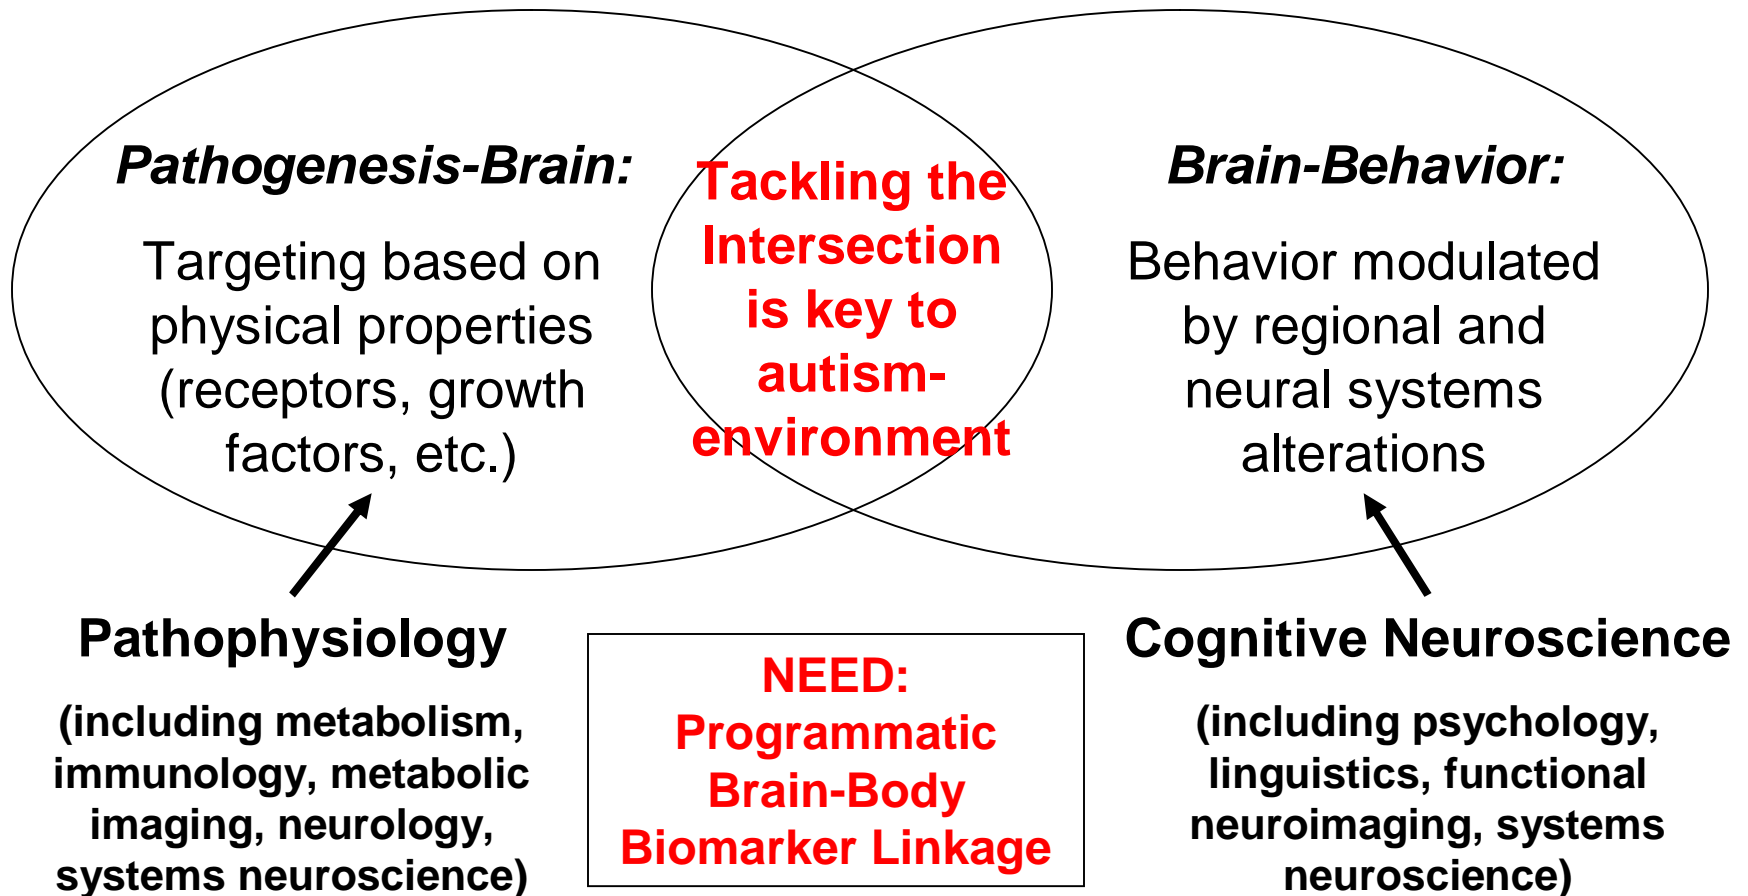 Pathogenesis-Brain:
Targeting based on
physical properties
(receptors, growth
factors, etc.)
Tackling the
Intersection
is key to
autism-
environment
Brain-Behavior:
Behavior modulated
by regional and
neural systems
alterations
Pathophysiology
(including metabolism,
immunology, metabolic
imaging, neurology,
systems neuroscience)
NEED:
Programmatic
Brain-Body
Biomarker Linkage
Cognitive Neuroscience
(including psychology,
linguistics, functional
neuroimaging, systems
neuroscience)